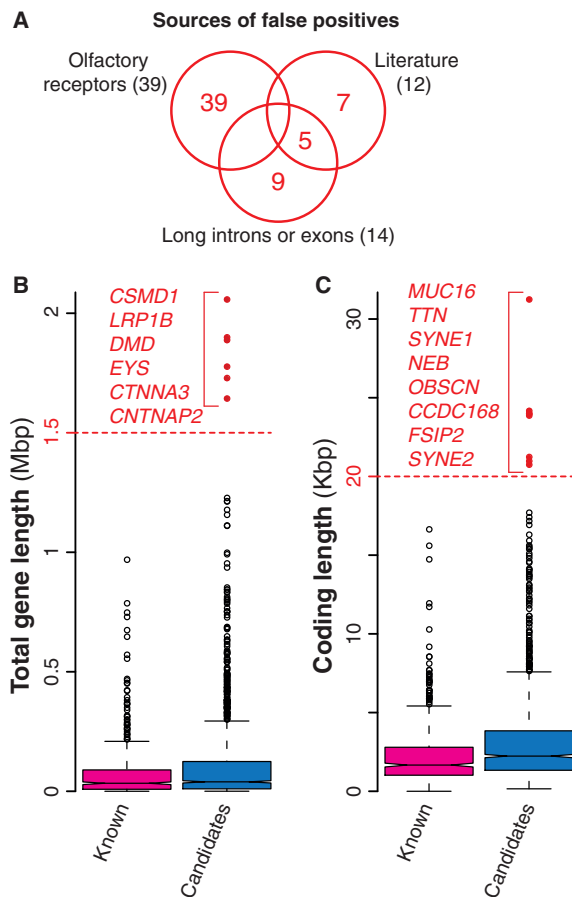 A
Sources of false positives
Olfactory
receptors (39)
Literature
(12)
39
7
5
9
Long introns or exons (14)
B
CSMD1
LRP1B
DMD
EYS
CTNNA3
CNTNAP2
Total gene length (Mbp)
2
1.5
1
0.5
0
Known
Candidates
C
MUC16
TTN
SYNE1
NEB
OBSCN
CCDC168
FSIP2
SYNE2
Coding length (Kbp)
30
20
10
0
Known
Candidates